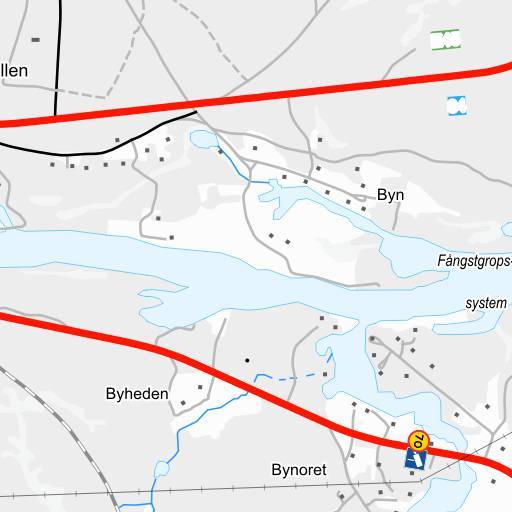 llen
Byn
Fångstgrops-
system
Byheden
70
Bynoret